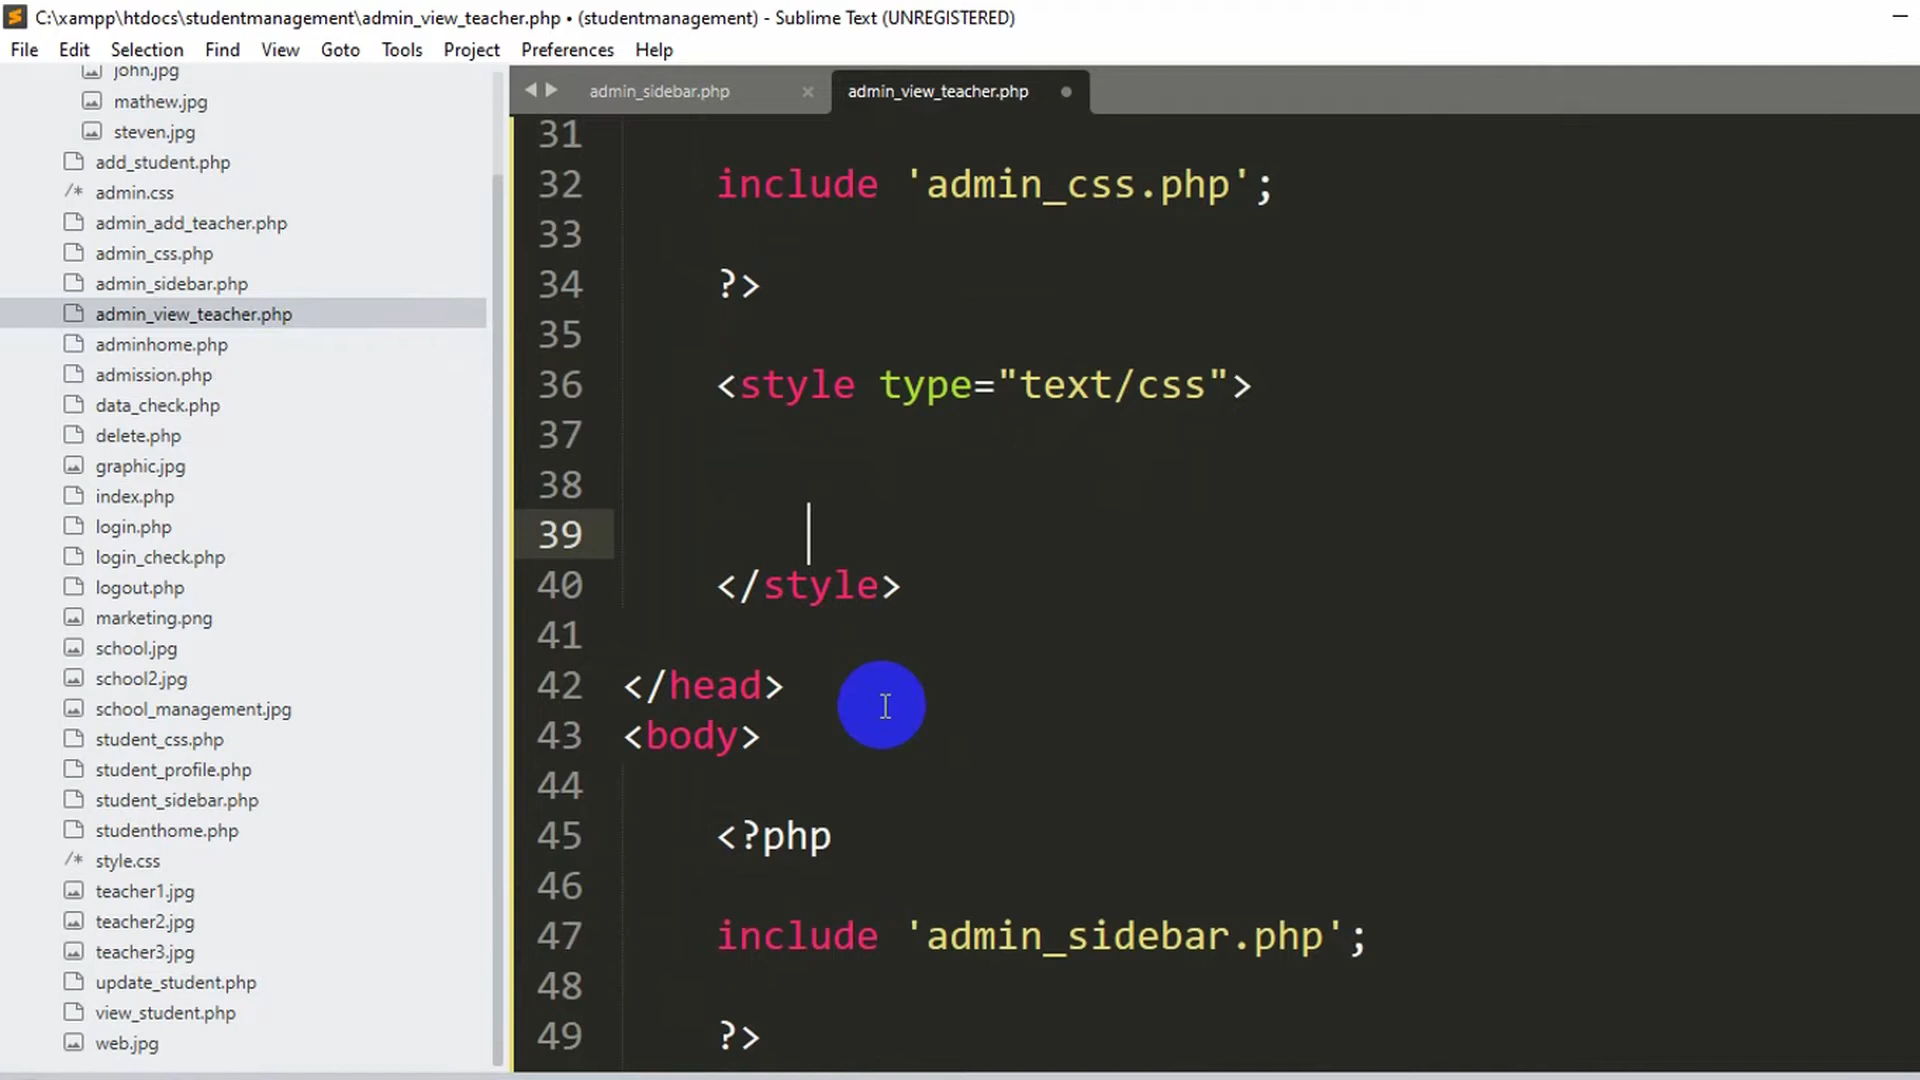 C:\xampp\htdocs\studentmanagement\admin_view_teacher.php • (studentmanagement) - Sublime Text (UNREGISTERED)
File Edit Selection Find View Goto Tools Project Preferences Help
john.jpg
mathew.jpg
steven.jpg
add_student.php
/* admin.css
admin_add_teacher.php
admin_css.php
admin_sidebar.php
admin_view_teacher.php
adminhome.php
admission.php
data_check.php
delete.php
graphic.jpg
index.php
login.php
login_check.php
logout.php
marketing.png
school.jpg
school2.jpg
school_management.jpg
student_css.php
student_profile.php
student_sidebar.php
studenthome.php
/* style.css
teacher1.jpg
teacher2.jpg
teacher3.jpg
update_student.php
view_student.php
web.jpg
admin_sidebar.php × admin_view_teacher.php
31
32 include 'admin_css.php';
33
34 ?>
35
36 <style type="text/css">
37
38
39
40 </style>
41
42 </head>
43 <body>
44
45 <?php
46
47 include 'admin_sidebar.php';
48
49 ?>